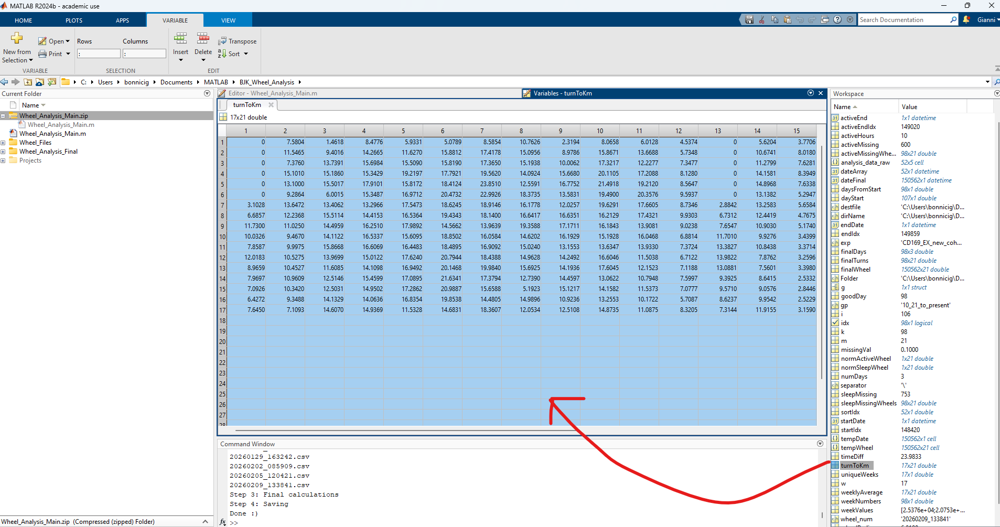 MATLAB R2024b - academic use
HOME PLOTS APPS VARIABLE VIEW
Search Documentation
Gianni
New from Selection
Open
Print
VARIABLE
Rows Columns
: :
SELECTION
Insert Delete
Transpose
Sort
EDIT
C: Users bonnicig Documents MATLAB BJK_Wheel_Analysis
Current Folder
Name
Wheel_Analysis_Main.zip
Wheel_Analysis_Main.m
Wheel_Analysis_Main.m
Wheel_Files
Wheel_Analysis_Final
Projects
Wheel_Analysis_Main.zip (Compressed (zipped) Folder)
Editor - Wheel_Analysis_Main.m
Variables - turnToKm
turnToKm
17x21 double
1 2 3 4 5 6 7 8 9 10 11 12 13 14 15
1 0 7.5804 1.4618 8.4776 5.9331 5.0789 8.5854 10.7626 2.3194 8.0658 6.0128 4.5374 0 5.6204 3.7706
2 0 11.5465 9.4016 14.2665 11.6270 15.8812 17.4178 15.0956 8.9786 15.8671 13.6688 5.7348 0 10.6741 8.0180
3 0 7.3760 13.7391 15.6984 15.5090 15.8190 17.3650 15.1938 10.0062 17.3217 12.2277 7.3477 0 11.2799 7.6281
4 0 15.1010 15.1860 15.3429 19.2197 17.7921 19.5620 14.0924 15.6680 20.1105 17.2088 8.1280 0 14.1581 8.3949
5 0 13.1000 15.5017 17.9101 15.8172 18.4124 23.8510 12.5591 16.7752 21.4918 19.2120 8.5647 0 14.8968 7.6338
6 0 9.2864 6.0015 15.3487 16.9712 20.4732 22.9926 18.3735 13.5831 19.4900 20.3576 9.5937 0 13.1382 5.2947
7 3.1028 13.6472 13.4062 13.2966 17.5473 18.6245 18.9146 16.1778 12.0257 19.6291 17.6605 8.7346 2.8842 13.2583 5.6584
8 6.6857 12.2368 15.5114 14.4153 16.5364 19.4343 18.1400 16.6417 16.6351 16.2129 17.4321 9.9303 6.7312 12.4419 4.7675
9 11.7300 11.0250 14.4959 16.2510 17.9892 14.5662 13.9639 19.3588 17.1711 16.1843 13.9081 9.0238 7.6547 10.9030 5.1740
10 10.0326 9.4670 14.1122 16.5337 15.6095 18.8502 16.0584 14.6202 16.1929 15.1928 16.0468 6.8814 11.7010 9.9276 3.4399
11 7.8587 9.9975 15.8668 16.6069 16.4483 18.4895 16.9092 15.0240 13.1553 13.6347 13.9330 7.3724 13.3827 10.8438 3.3714
12 12.0183 10.5275 13.9699 15.0122 17.6240 20.7944 18.4388 14.9628 14.2492 16.6046 11.5038 6.7122 13.9822 7.8762 3.2596
13 8.9659 10.4527 11.6085 14.1098 16.9492 20.1468 19.9840 15.6925 14.1936 17.6045 12.1523 7.1188 13.0881 7.5601 3.3980
14 7.9697 10.9609 12.5146 15.4599 17.0895 21.6341 17.3794 12.7390 14.4597 13.0622 10.7948 7.5997 9.3925 8.6415 2.5332
15 7.0926 10.3420 12.5031 14.9502 17.2862 20.9887 15.6588 5.1923 15.1217 14.1582 11.5373 7.0777 9.5710 9.0576 2.8446
16 6.4272 9.3488 14.1329 14.0636 16.8354 19.8538 14.4805 14.9896 10.9236 13.2553 10.1722 5.7087 8.6237 9.9542 2.5229
17 7.6450 7.1093 14.6070 14.9369 11.5328 14.6831 18.3607 12.0534 12.5108 14.8735 11.0875 8.3205 7.3144 11.9155 3.1590
18
19
20
21
22
23
24
25
26
27
28
Command Window
20260129_163242.csv
20260202_085909.csv
20260205_120421.csv
20260209_133841.csv
Step 3: Final calculations
Step 4: Saving
Done :)
fx >>
Workspace
Name Value
activeEnd 1x1 datetime
activeEndIdx 149020
activeHours 10
activeMissing 600
activeMissingWhe... 98x21 double
analysis_data_raw 52x5 cell
dateArray 52x1 datetime
dateFinal 150562x1 datetime
daysFromStart 98x1 double
dayStart 107x1 double
destfile 'C:\Users\bonnicig\D...
dirName 'C:\Users\bonnicig\D...
endDate 1x1 datetime
endIdx 149859
exp 'CD169_EX_new_coh...
finalDays 98x3 double
finalTurns 98x21 double
finalWheel 150562x21 double
Folder 'C:\Users\bonnicig\D...
g 1x1 struct
goodDay 98
gp '10_21_to_present'
i 106
idx 98x1 logical
k 98
m 21
missingVal 0.1000
normActiveWheel 1x21 double
normSleepWheel 1x21 double
numDays 3
separator '\'
sleepMissing 753
sleepMissingWheels 98x21 double
sortIdx 52x1 double
startDate 1x1 datetime
startIdx 148420
tempDate 150562x1 cell
tempWheel 150562x21 cell
timeDiff 23.9833
turnToKm 17x21 double
uniqueWeeks 17x1 double
w 17
weeklyAverage 17x21 double
weekNumbers 98x1 double
weekValues [2.5376e+04;2.0753e+...
wheel_num '20260209_133841'